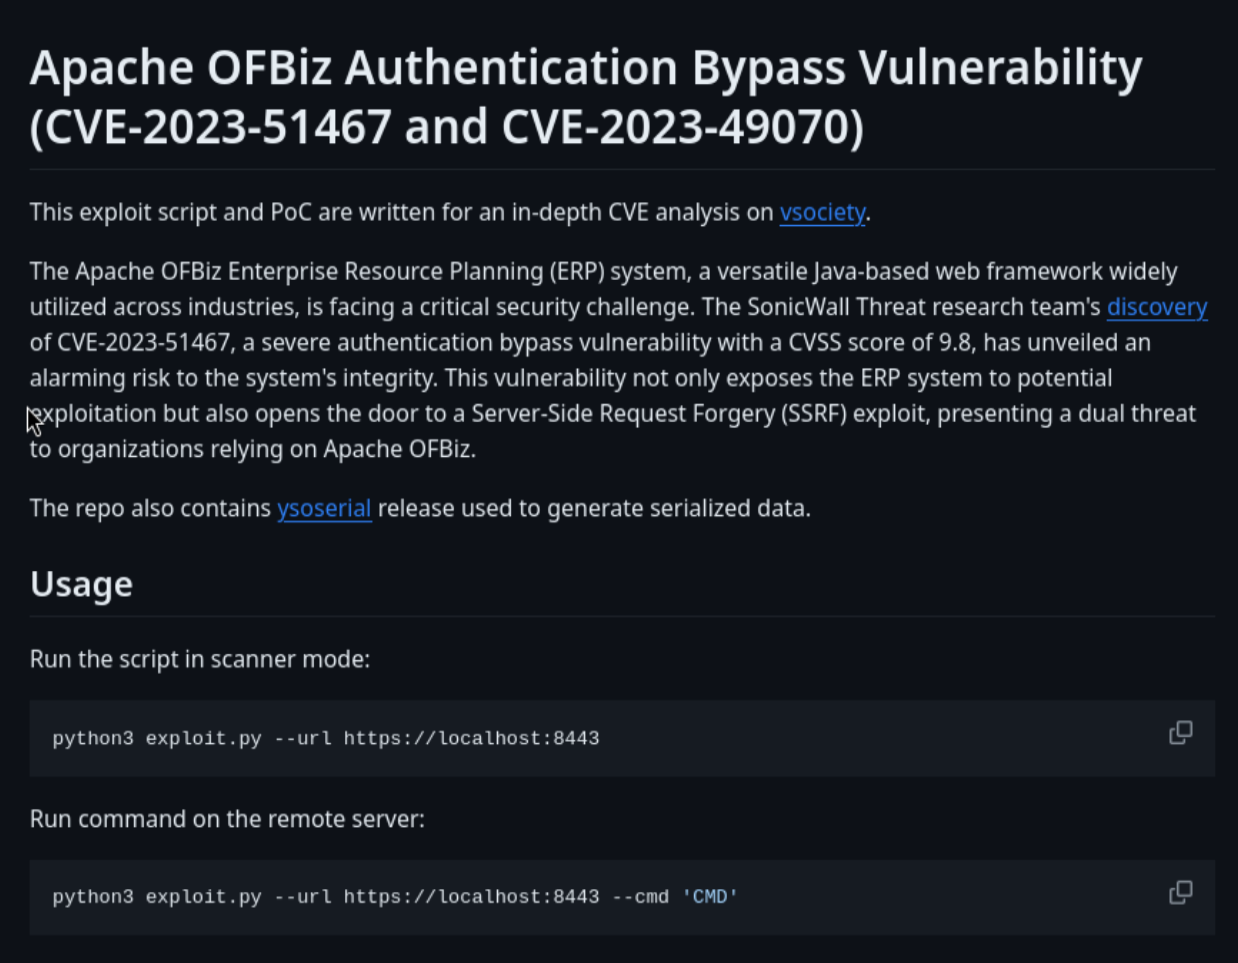 Apache OFBiz Authentication Bypass Vulnerability
(CVE-2023-51467 and CVE-2023-49070)
This exploit script and PoC are written for an in-depth CVE analysis on vsociety.
The Apache OFBiz Enterprise Resource Planning (ERP) system, a versatile Java-based web framework widely
utilized across industries, is facing a critical security challenge. The SonicWall Threat research team's discovery
of CVE-2023-51467, a severe authentication bypass vulnerability with a CVSS score of 9.8, has unveiled an
alarming risk to the system's integrity. This vulnerability not only exposes the ERP system to potential
exploitation but also opens the door to a Server-Side Request Forgery (SSRF) exploit, presenting a dual threat
to organizations relying on Apache OFBiz.
The repo also contains ysoserial release used to generate serialized data.
Usage
Run the script in scanner mode:
python3 exploit.py --url https://localhost:8443
Run command on the remote server:
python3 exploit.py --url https://localhost:8443 --cmd 'CMD'